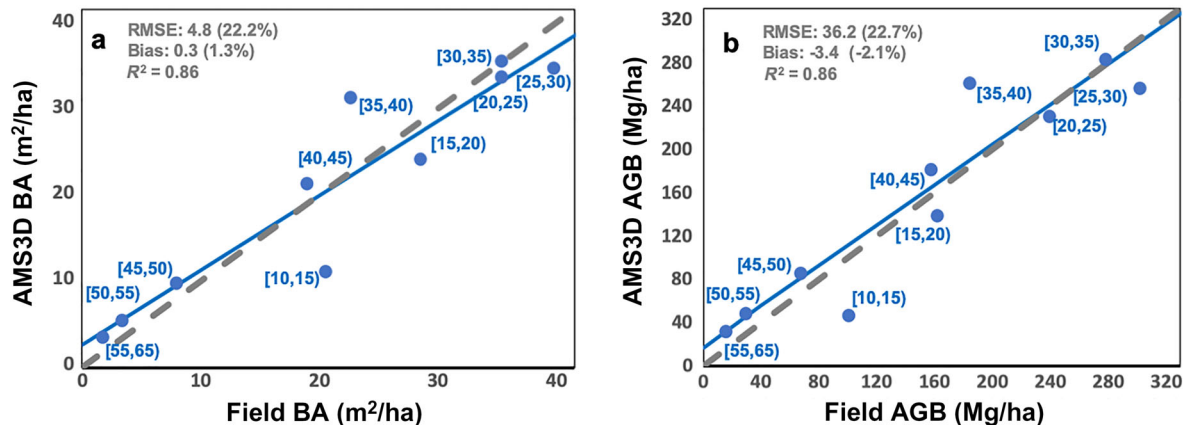 a
RMSE: 4.8 (22.2%)
Bias: 0.3 (1.3%)
R² = 0.86
AMS3D BA (m²/ha)
40
30
20
10
0
[30,35)
[25,30)
[20,25)
[35,40)
[15,20)
[40,45)
[10,15)
[45,50)
[50,55)
[55,65)
0 10 20 30 40
Field BA (m²/ha)
b
RMSE: 36.2 (22.7%)
Bias: -3.4 (-2.1%)
R² = 0.86
AMS3D AGB (Mg/ha)
320
280
240
200
160
120
80
40
0
[30,35)
[35,40)
[25,30)
[20,25)
[40,45)
[15,20)
[45,50)
[10,15)
[50,55)
[55,65)
0 40 80 120 160 200 240 280 320
Field AGB (Mg/ha)